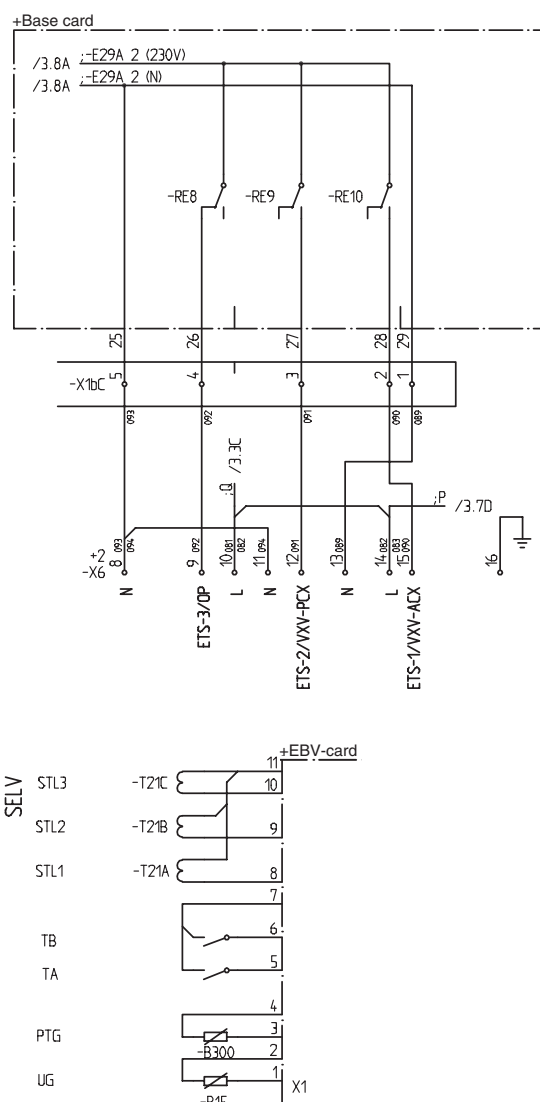 +Base card
/3.8A ;-E29A 2 (230V)
/3.8A ;-E29A 2 (N)
-RE8 -RE9 -RE10
25 26 27 28 29
-X1bC 5 4 3 2 1
093 092 091 090 089
;Q /3.3C
;P /3.7D
+2
-X6
8 093 094 9 092 10 081 082 11 094 12 091 13 089 14 082 083 15 090 16
N ETS-3/OP L N ETS-2/VXV-PCX N L ETS-1/VXV-ACX
SELV
+EBV-card
11
STL3 -T21C 10
STL2 -T21B 9
STL1 -T21A 8
7
TB 6
TA 5
4
PTG 3
-B300 2
UG 1 X1